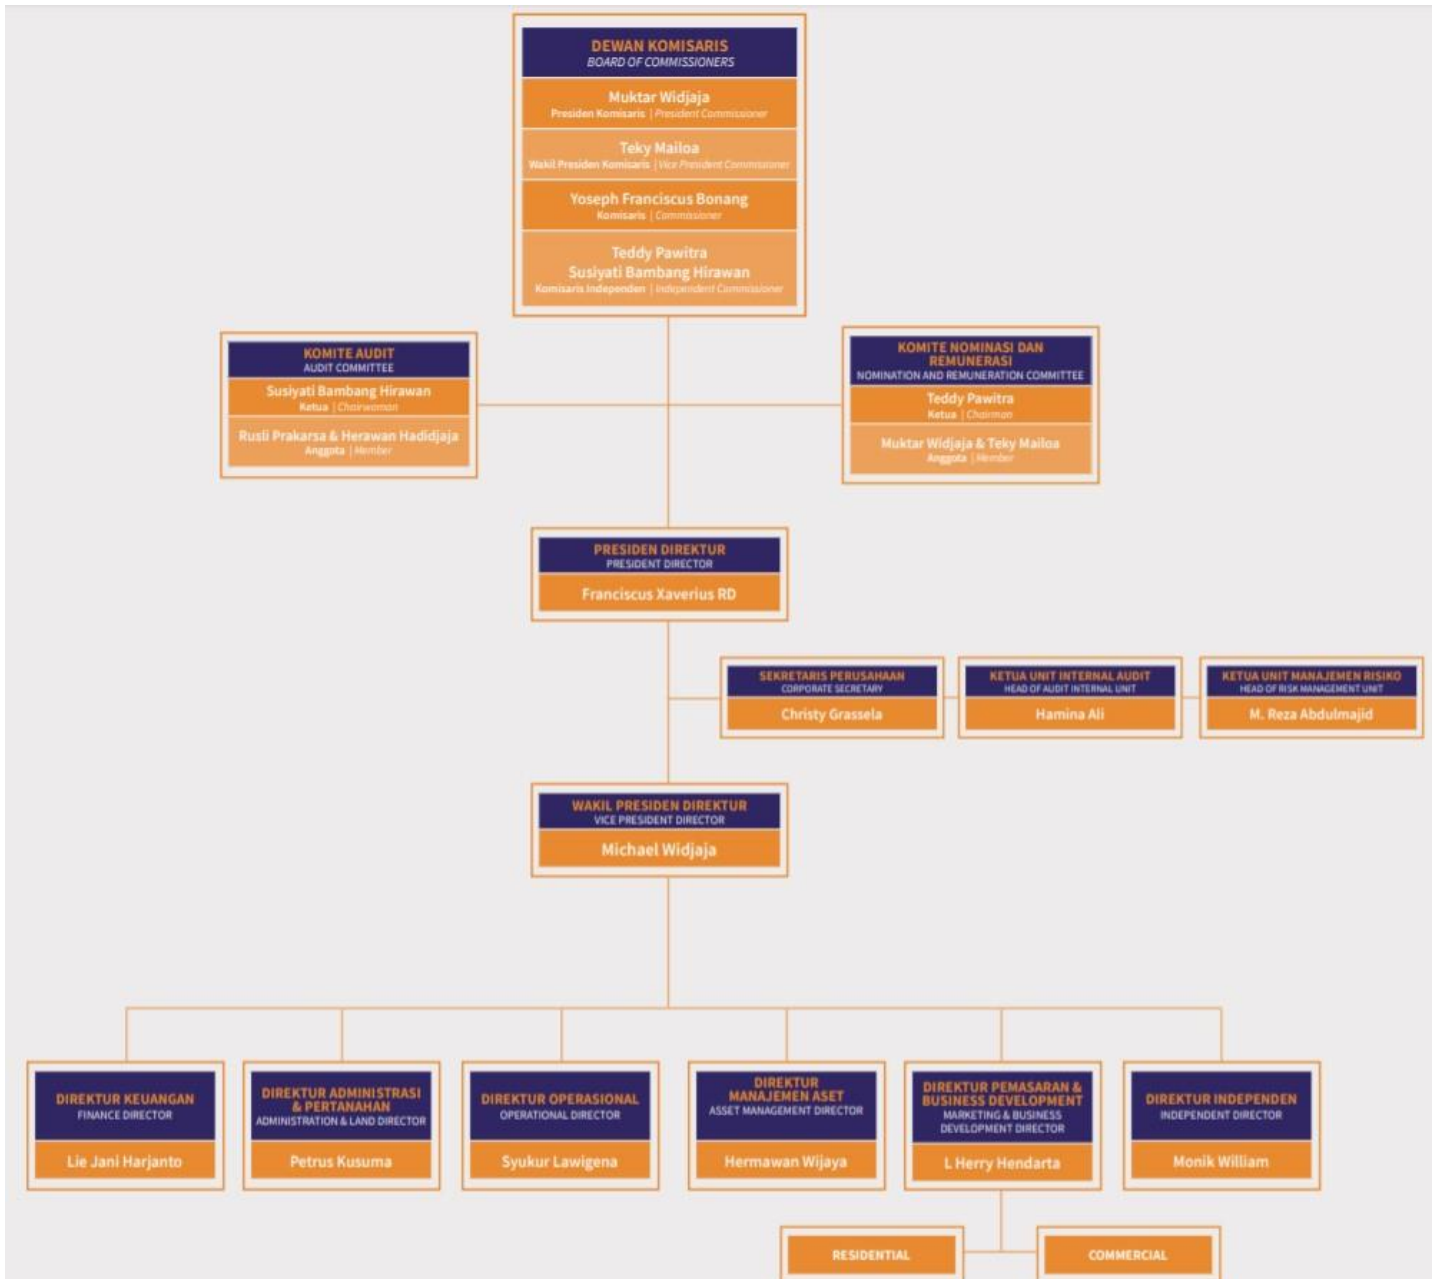 DEWAN KOMISARIS
BOARD OF COMMISSIONERS
Muktar Widjaja
Presiden Komisaris | President Commissioner
Teky Mailoa
Wakil Presiden Komisaris | Vice President Commissioner
Yoseph Franciscus Bonang
Komisaris | Commissioner
Teddy Pawitra
Susiyati Bambang Hirawan
Komisaris Independen | Independent Commissioner
KOMITE AUDIT
AUDIT COMMITTEE
Susiyati Bambang Hirawan
Ketua | Chairwoman
Rusli Prakarsa & Herawan Hadidjaja
Anggota | Member
KOMITE NOMINASI DAN
REMUNERASI
NOMINATION AND REMUNERATION COMMITTEE
Teddy Pawitra
Ketua | Chairman
Muktar Widjaja & Teky Mailoa
Anggota | Member
PRESIDEN DIREKTUR
PRESIDENT DIRECTOR
Franciscus Xaverius RD
SEKRETARIS PERUSAHAAN
CORPORATE SECRETARY
Christy Grassela
KETUA UNIT INTERNAL AUDIT
HEAD OF AUDIT INTERNAL UNIT
Hamina Ali
KETUA UNIT MANAJEMEN RISIKO
HEAD OF RISK MANAGEMENT UNIT
M. Reza Abdulmajid
WAKIL PRESIDEN DIREKTUR
VICE PRESIDENT DIRECTOR
Michael Widjaja
DIREKTUR KEUANGAN
FINANCE DIRECTOR
Lie Jani Harjanto
DIREKTUR ADMINISTRASI
& PERTANAHAN
ADMINISTRATION & LAND DIRECTOR
Petrus Kusuma
DIREKTUR OPERASIONAL
OPERATIONAL DIRECTOR
Syukur Lawigena
DIREKTUR
MANAJEMEN ASET
ASSET MANAGEMENT DIRECTOR
Hermawan Wijaya
DIREKTUR PEMASARAN &
BUSINESS DEVELOPMENT
MARKETING & BUSINESS
DEVELOPMENT DIRECTOR
L Herry Hendarta
DIREKTUR INDEPENDEN
INDEPENDENT DIRECTOR
Monik William
RESIDENTIAL
COMMERCIAL